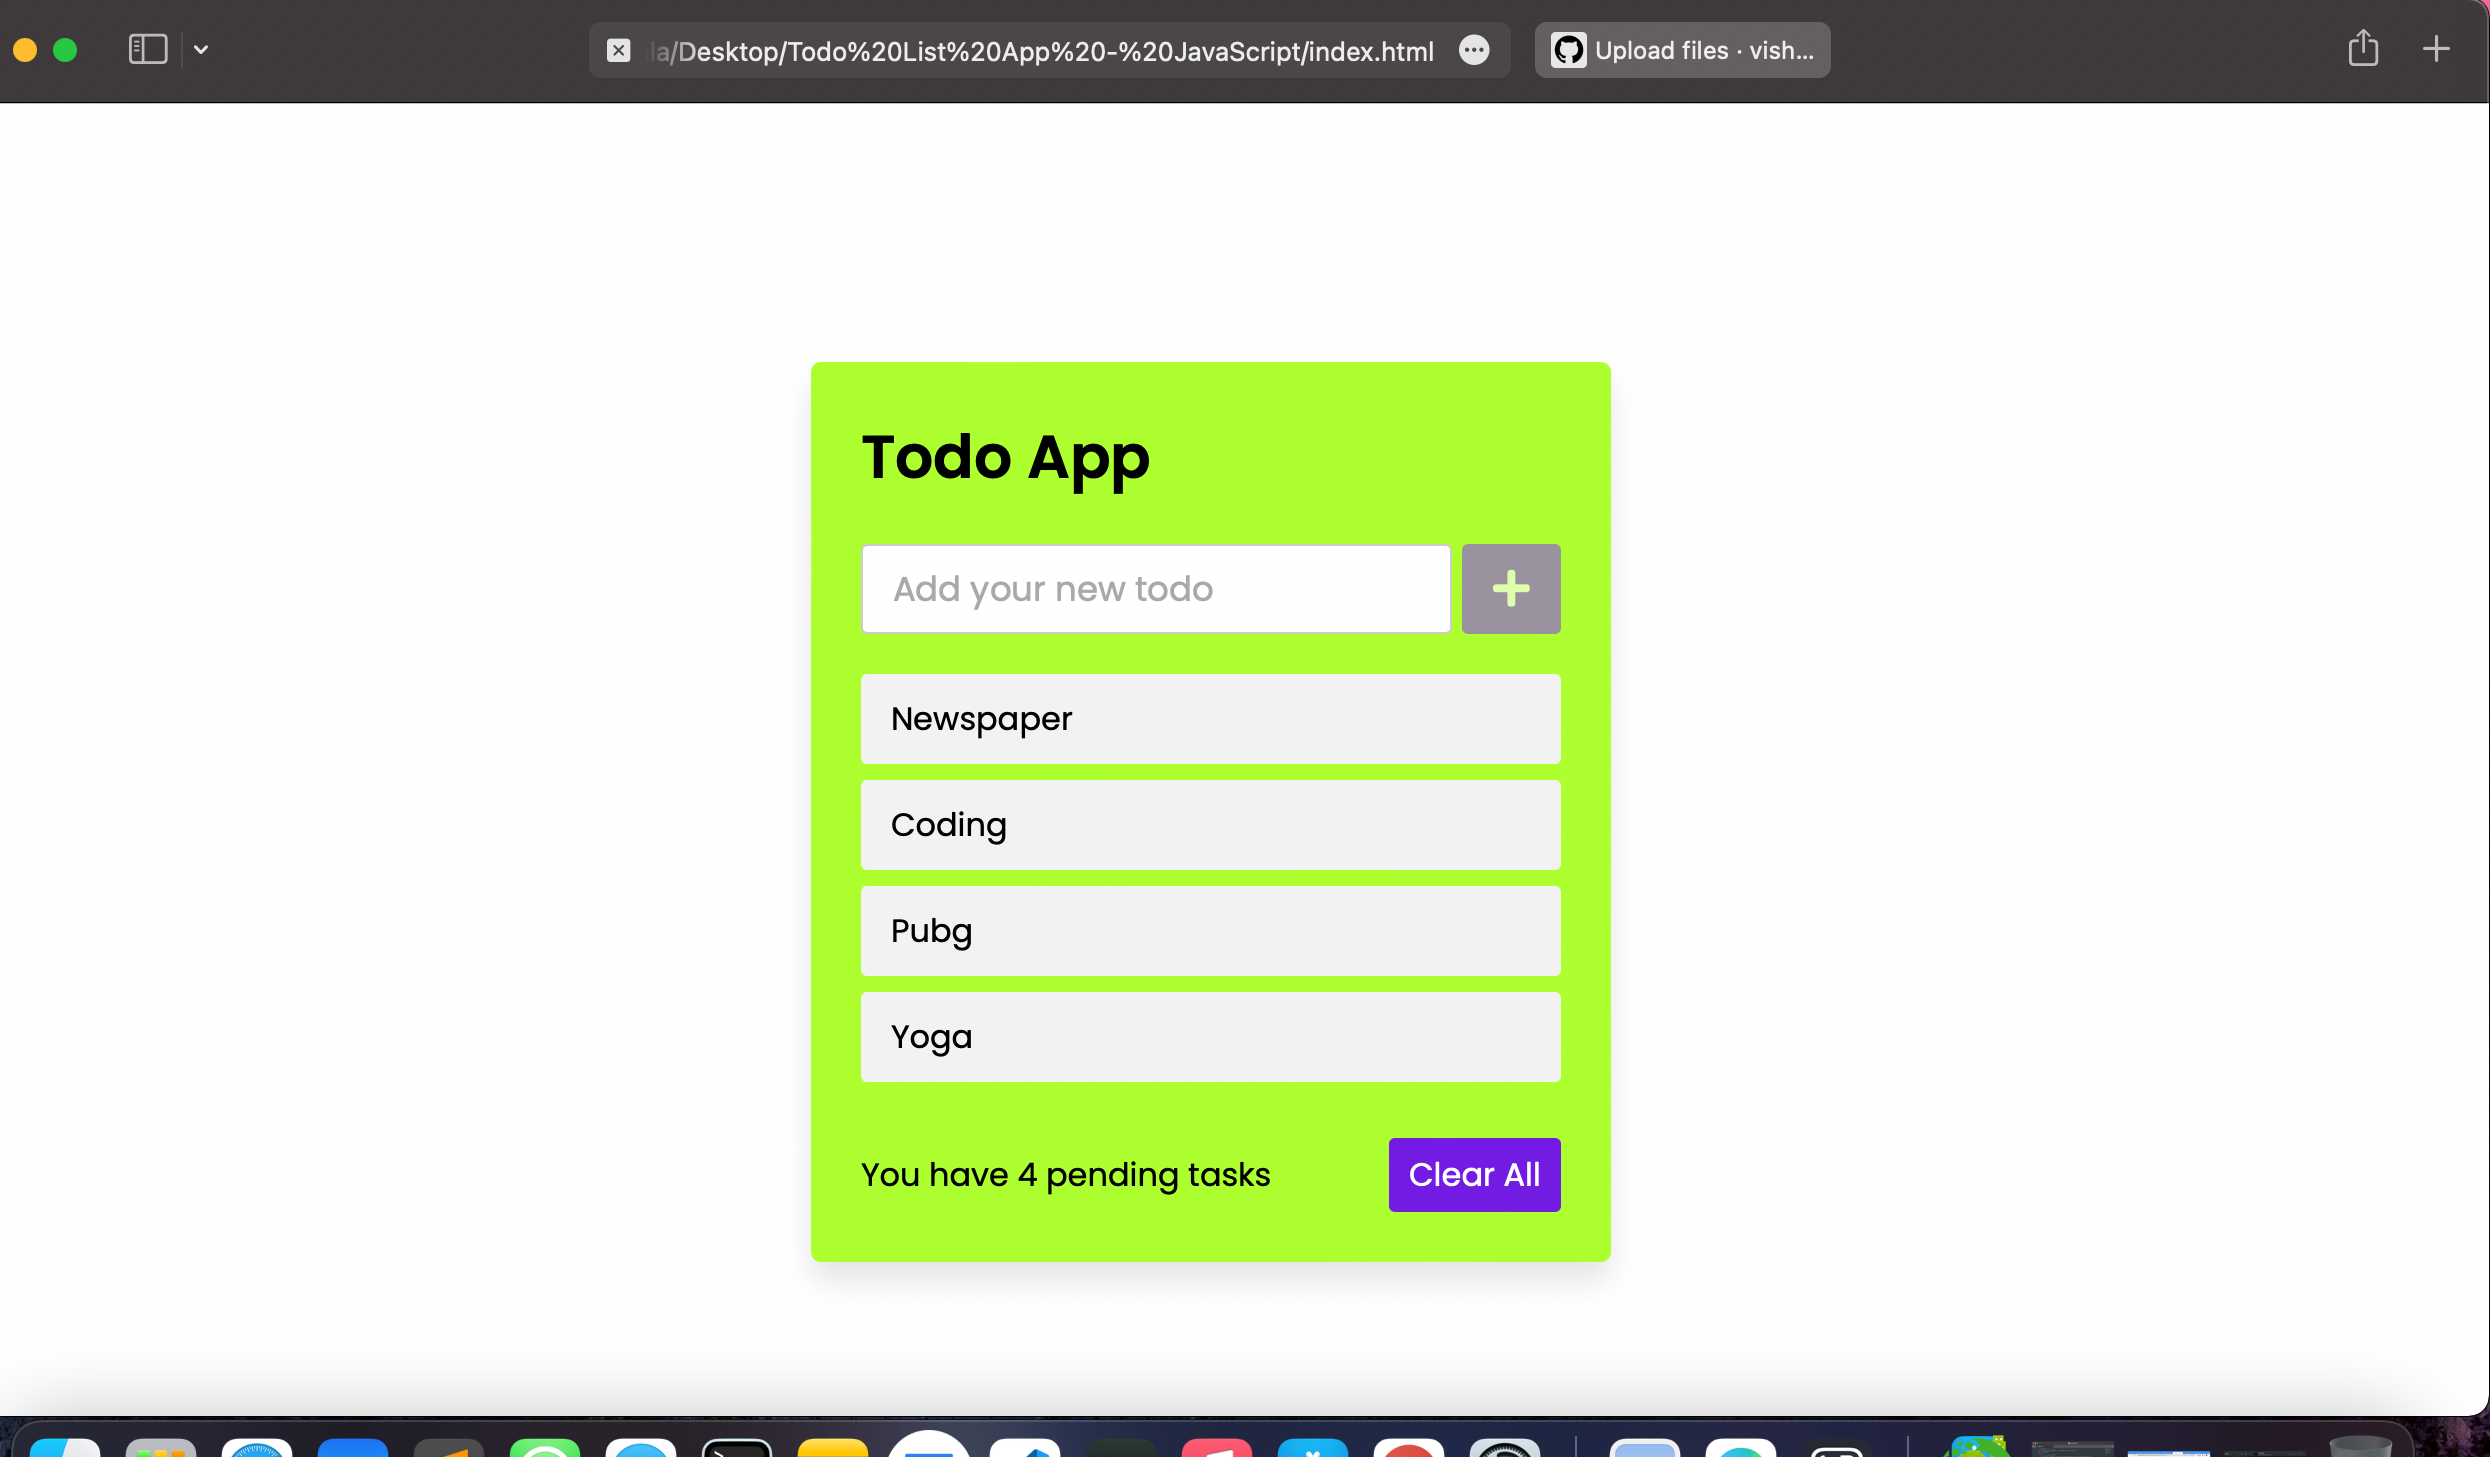 la/Desktop/Todo%20List%20App%20-%20JavaScript/index.html
Upload files · vish...
Todo App
Add your new todo
Newspaper
Coding
Pubg
Yoga
You have 4 pending tasks
Clear All